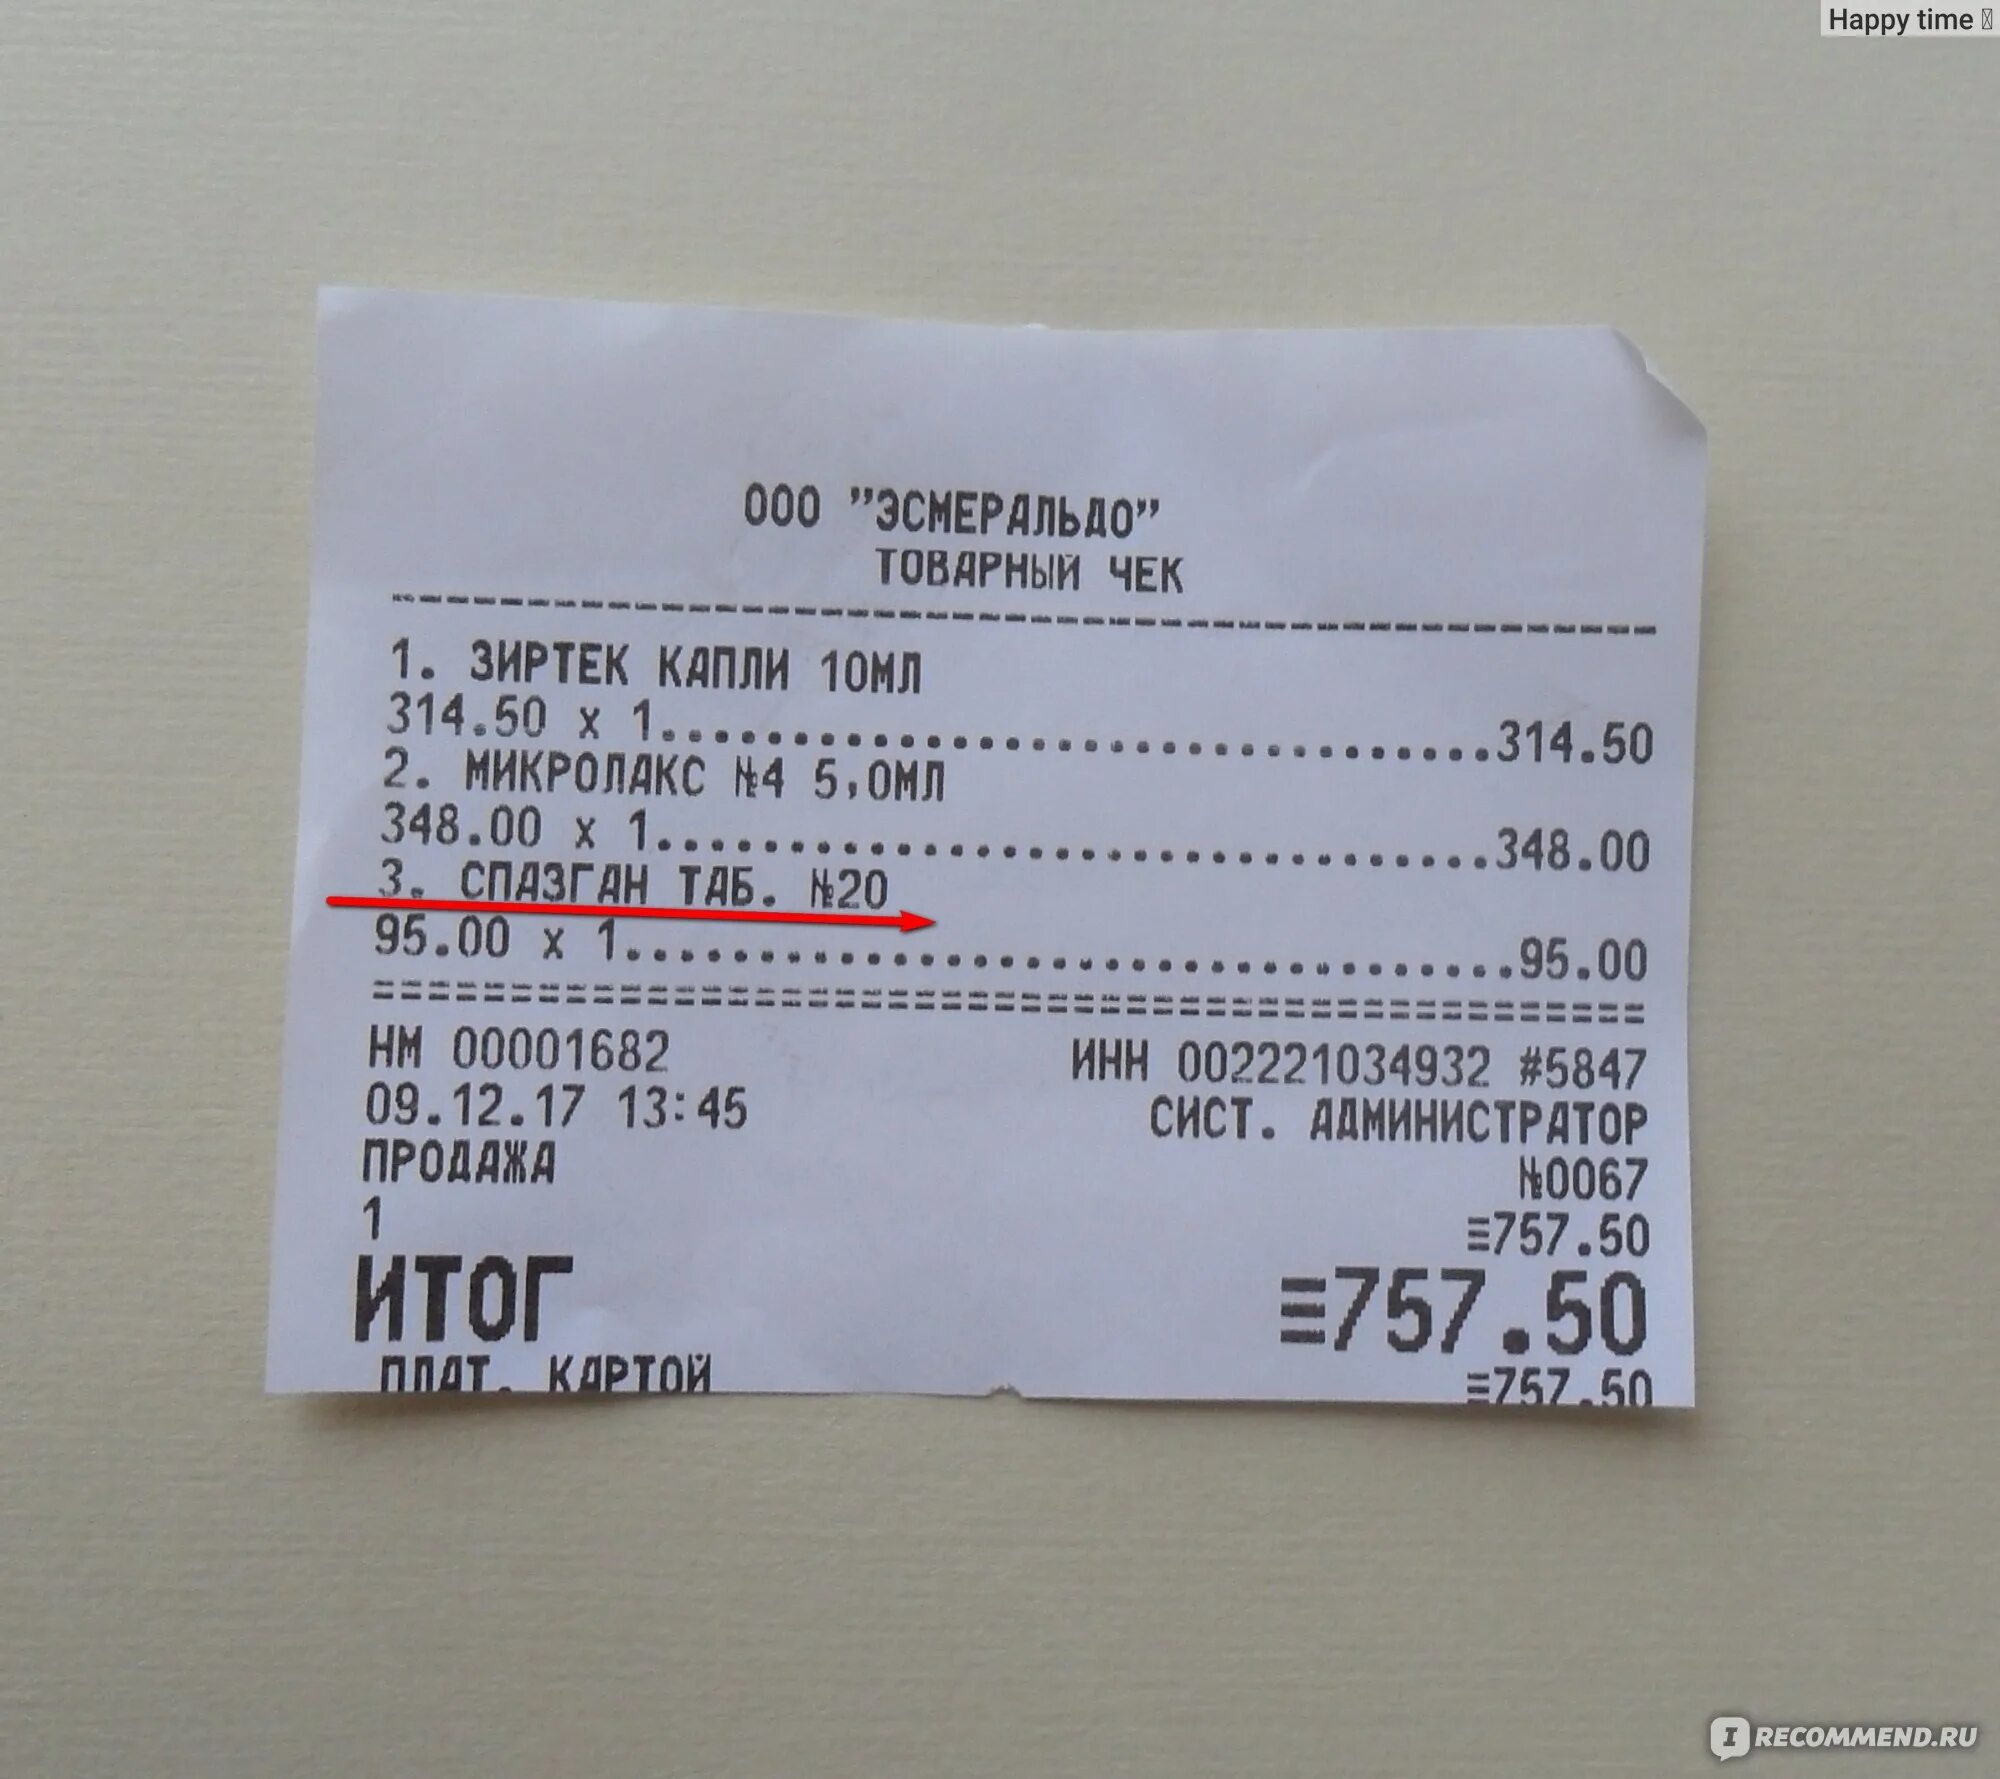 Happy time
ООО "ЭСМЕРАЛЬДО"
ТОВАРНЫЙ ЧЕК
1. ЗИРТЕК КАПЛИ 10МЛ
314.50 х 1................................314.50
2. МИКРОЛАКС №4 5,0МЛ
348.00 х 1................................348.00
3. СПАЗГАН ТАБ. №20
95.00 х 1..................................95.00
================================================
НМ 00001682 ИНН 002221034932 #5847
09.12.17 13:45 СИСТ. АДМИНИСТРАТОР
ПРОДАЖА №0067
1 ≡757.50
ИТОГ ≡757.50
ПЛАТ. КАРТОЙ ≡757.50
I RECOMMEND.RU